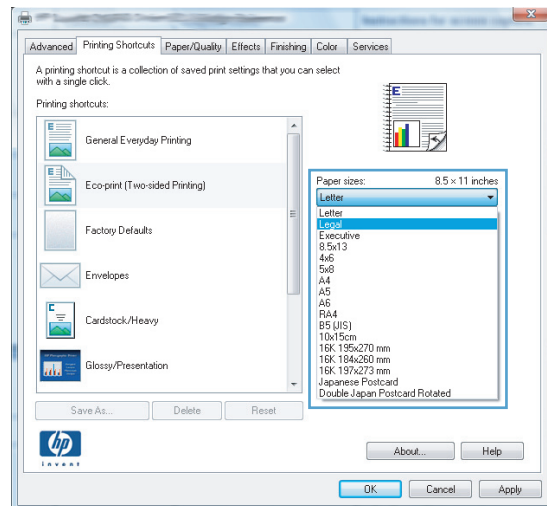 Advanced
Printing Shortcuts
Paper/Quality
Effects
Finishing
Color
Services
A printing shortcut is a collection of saved print settings that you can select
with a single click.
Printing shortcuts:
General Everyday Printing
Eco-print (Two-sided Printing)
Factory Defaults
Envelopes
Cardstock/Heavy
Glossy/Presentation
E
Paper sizes: 8.5 × 11 inches
Letter
Letter
Legal
Executive
8.5x13
4x6
5x8
A4
A5
A6
RA4
B5 (JIS)
10x15cm
16K 195x270 mm
16K 184x260 mm
16K 197x273 mm
Japanese Postcard
Double Japan Postcard Rotated
Save As...
Delete
Reset
hp
invent
About...
Help
OK
Cancel
Apply